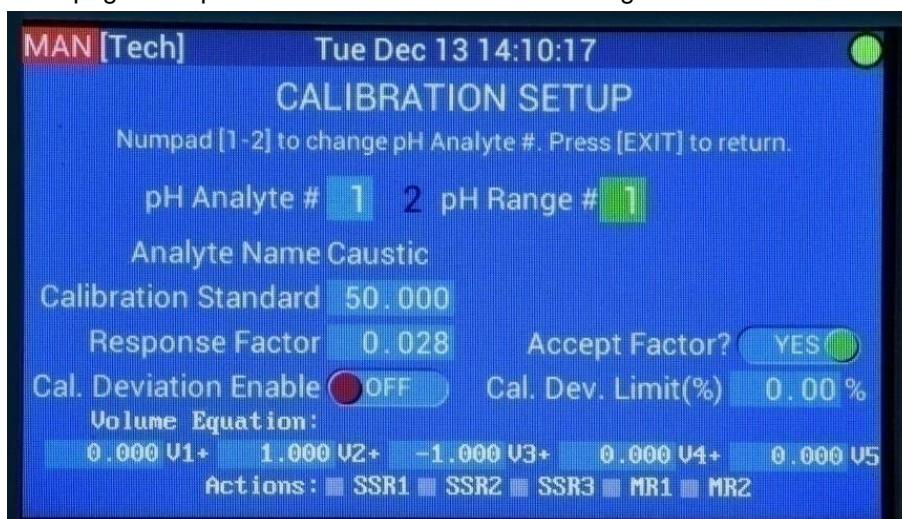 MAN [Tech] Tue Dec 13 14:10:17
CALIBRATION SETUP
Numpad [1-2] to change pH Analyte #. Press [EXIT] to return.
pH Analyte # 1 2 pH Range # 1
Analyte Name Caustic
Calibration Standard 50.000
Response Factor 0.028 Accept Factor? YES
Cal. Deviation Enable OFF Cal. Dev. Limit(%) 0.00 %
Volume Equation:
0.000 V1+ 1.000 V2+ -1.000 V3+ 0.000 V4+ 0.000 V5
Actions: SSR1 SSR2 SSR3 MR1 MR2